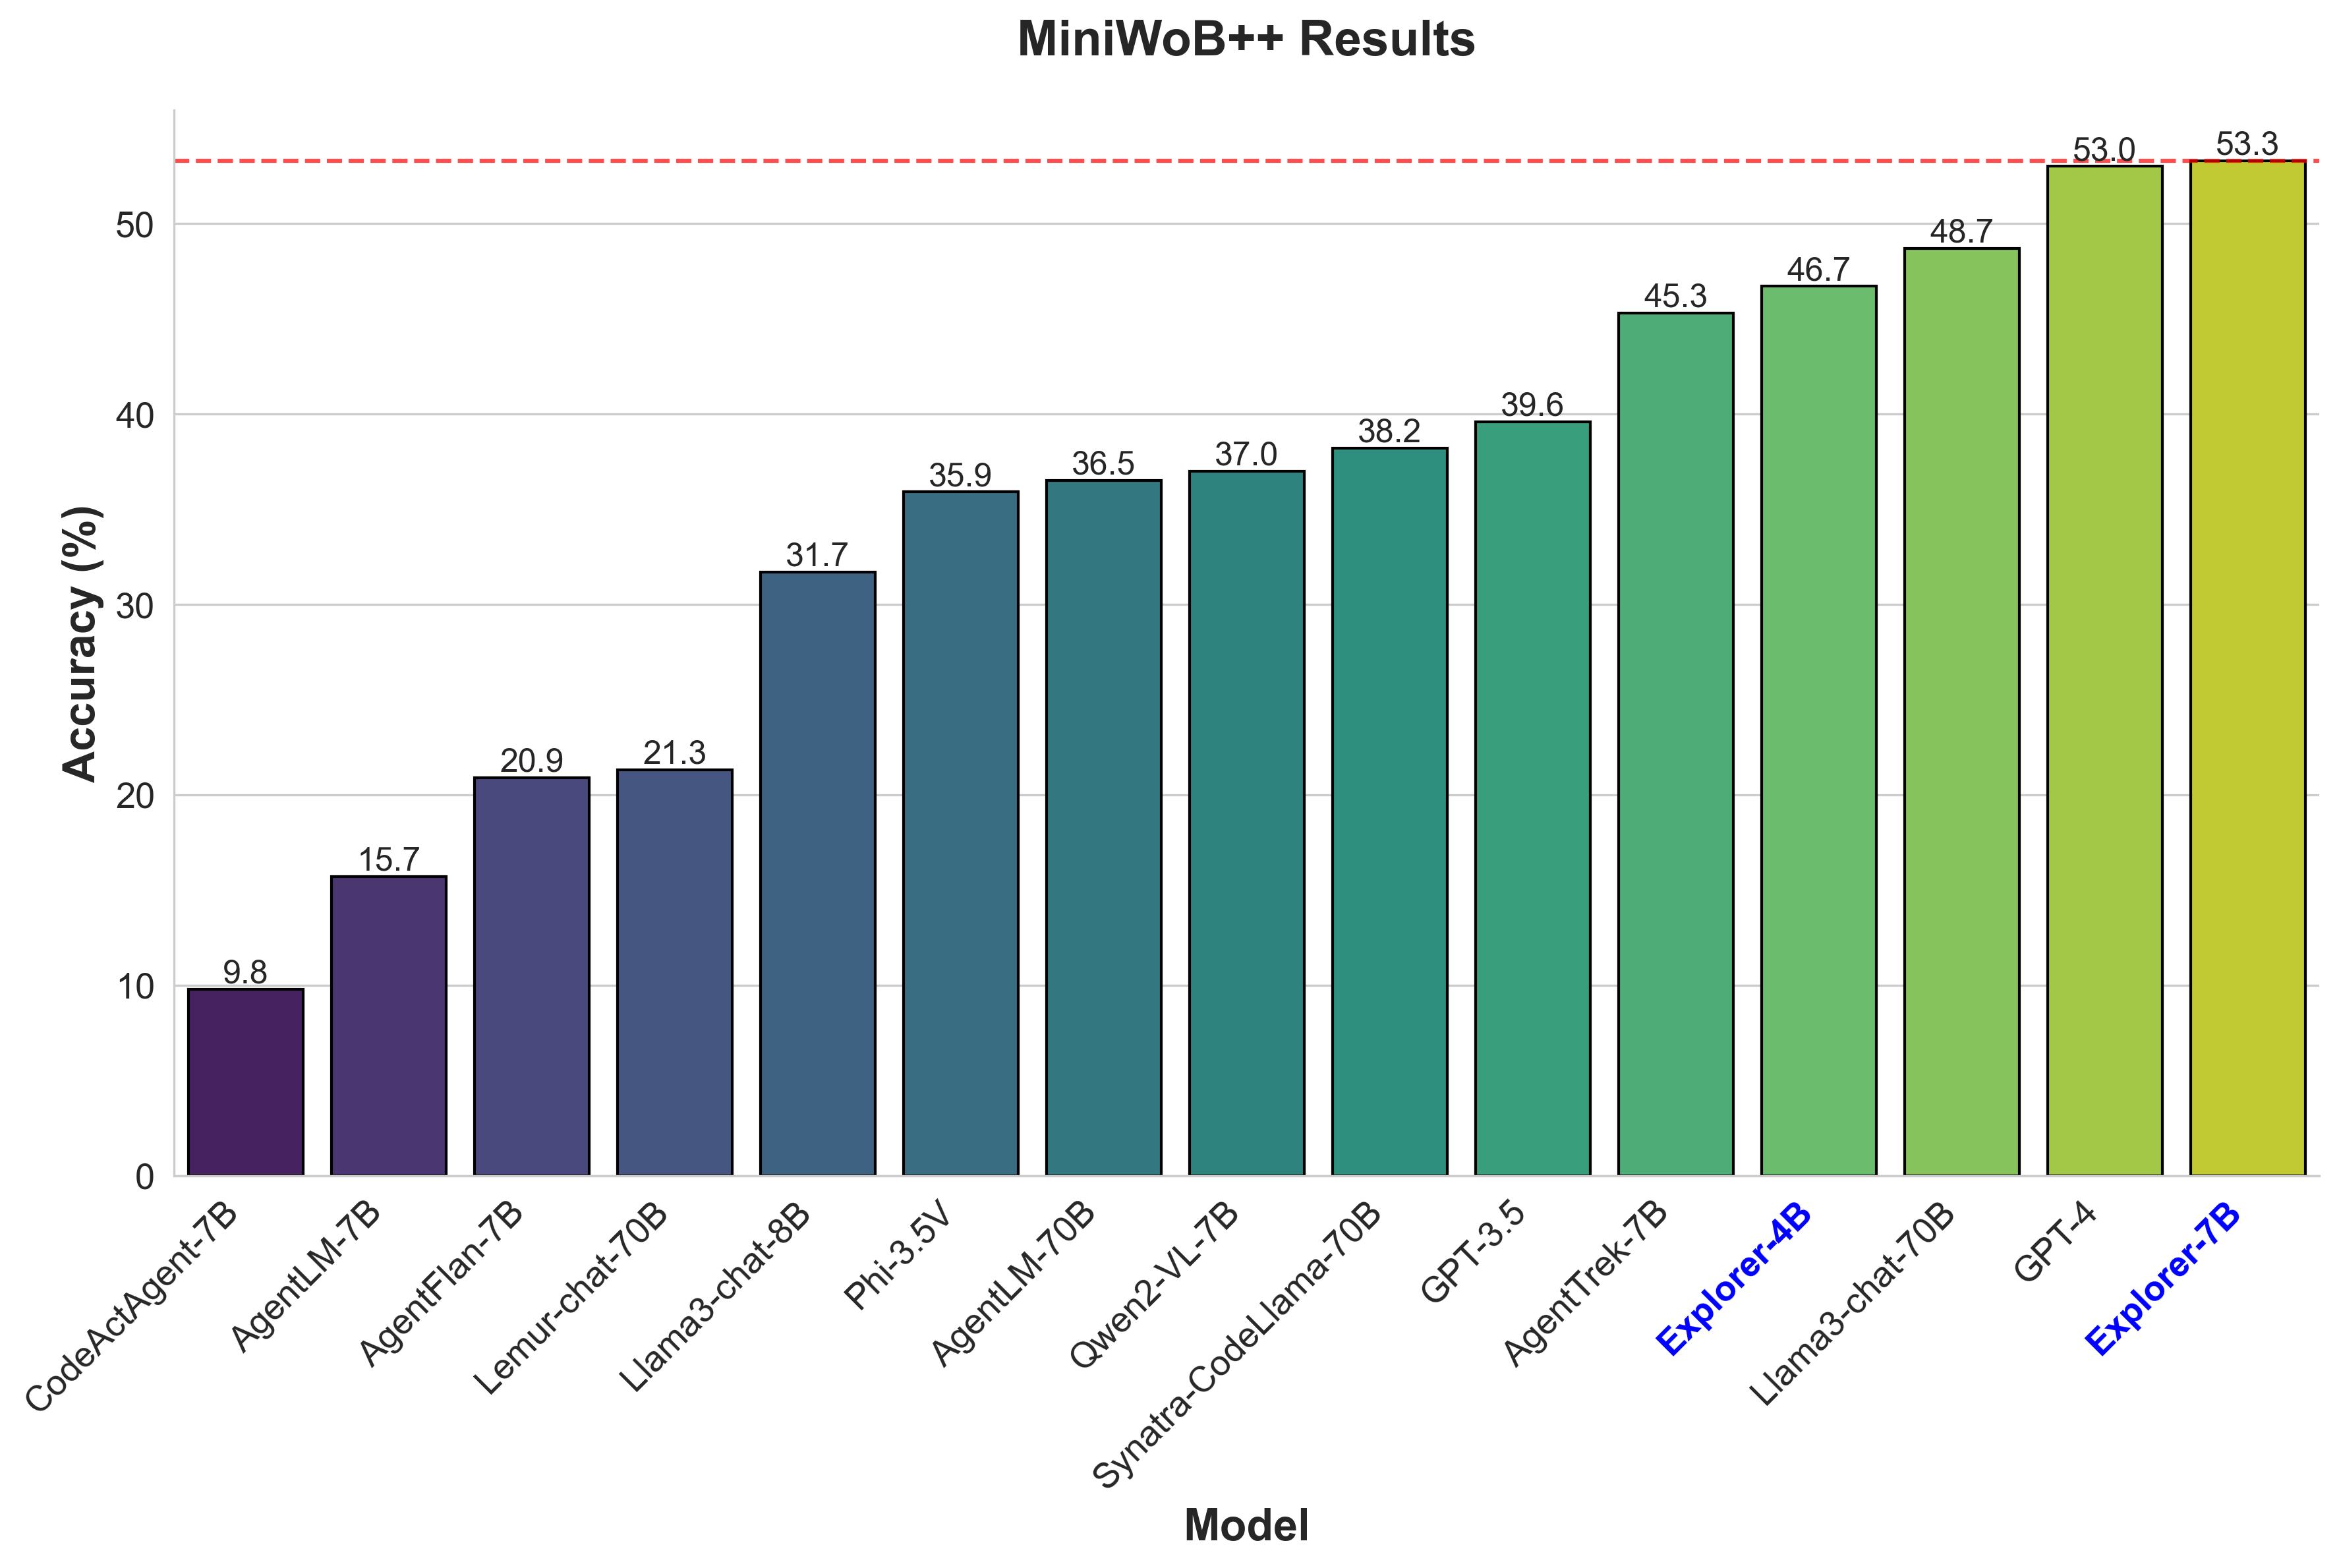 MiniWoB++ Results
Accuracy (%)
50
40
30
20
10
0
9.8
15.7
20.9
21.3
31.7
35.9
36.5
37.0
38.2
39.6
45.3
46.7
48.7
53.0
53.3
CodeActAgent-7B
AgentLM-7B
AgentFlan-7B
Lemur-chat-70B
Llama3-chat-8B
Phi-3.5V
AgentLM-70B
Qwen2-VL-7B
Synatra-CodeLlama-70B
GPT-3.5
AgentTrek-7B
Explorer-4B
Llama3-chat-70B
GPT-4
Explorer-7B
Model